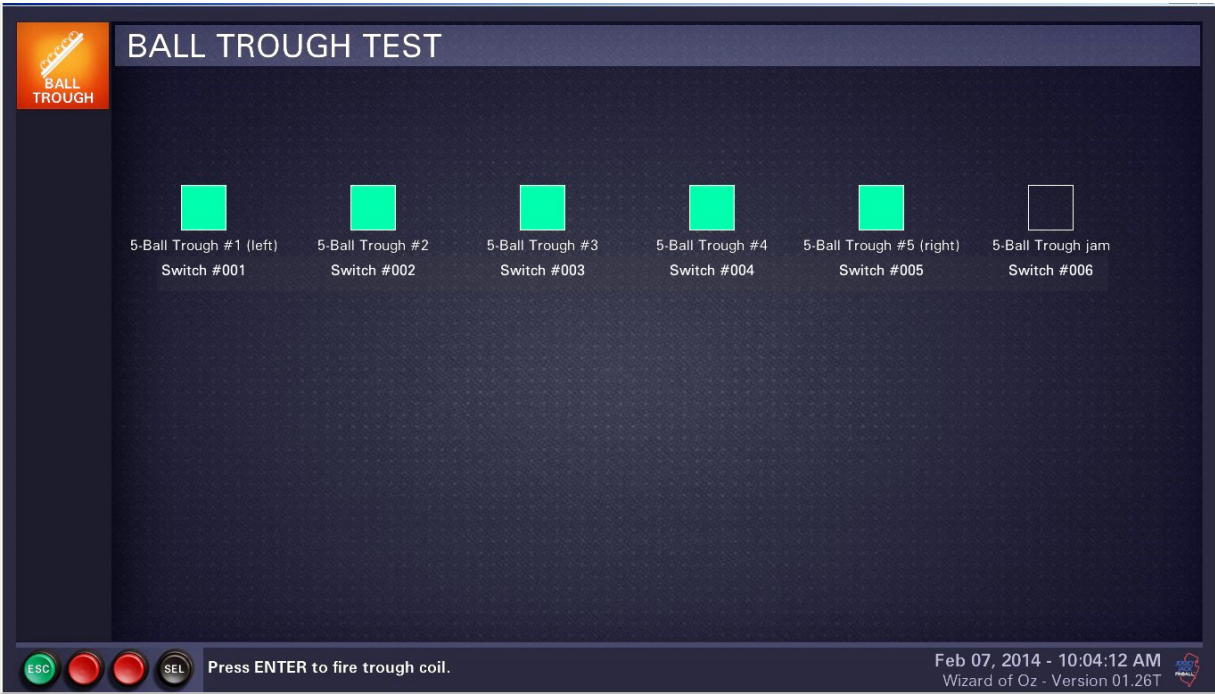 BALL TROUGH TEST
BALL
TROUGH
5-Ball Trough #1 (left)
5-Ball Trough #2
5-Ball Trough #3
5-Ball Trough #4
5-Ball Trough #5 (right)
5-Ball Trough jam
Switch #001
Switch #002
Switch #003
Switch #004
Switch #005
Switch #006
ESC
SEL
Press ENTER to fire trough coil.
Feb 07, 2014 - 10:04:12 AM
Wizard of Oz - Version 01.26T
JERSEY
JACK
PINBALL